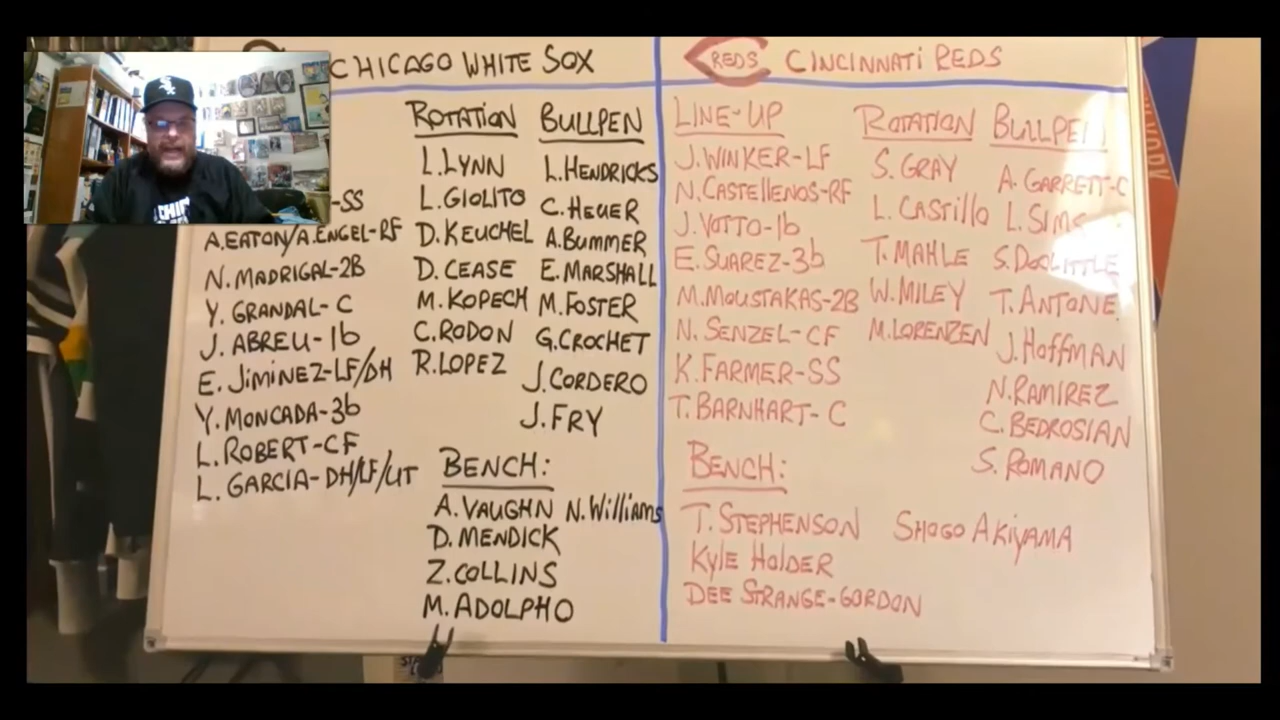 CHICAGO WHITE SOX
ROTATION
L.LYNN
L.GIOLITO
D.KEUCHEL
D.CEASE
M.KOPECH
C.RODON
R.LOPEZ
BULLPEN
L.HENDRICKS
C.HEUER
A.BUMMER
E.MARSHALL
M.FOSTER
G.CROCHET
J.CORDERO
J.FRY
-SS
A.EATON/A.ENGEL-RF
N.MADRIGAL-2B
Y. GRANDAL-C
J. ABREU-1b
E. JIMINEZ-LF/DH
Y. MONCADA-3b
L. ROBERT-CF
L. GARCIA-DH/LF/UT
BENCH:
A.VAUGHN N.Williams
D.MENDICK
Z.COLLINS
M.ADOLPHO
REDS CINCINNATI REDS
LINE-UP
J.WINKER-LF
N.CASTELLENOS-RF
J.VOTTO-1b
E.SUAREZ-3b
M.MOUSTAKAS-2B
N.SENZEL-CF
K.FARMER-SS
T.BARNHART-C
ROTATION
S.GRAY
L.CASTILLO
T.MAHLE
W.MILEY
M.LORENZEN
BULLPEN
A.GARRETT-C
L.SIMS
S.DOOLITTLE
T.ANTONE
J.HOFFMAN
N.RAMIREZ
C.BEDROSIAN
S.ROMANO
BENCH:
T.STEPHENSON SHOGO AKIYAMA
KYLE HOLDER
DEE STRANGE-GORDON